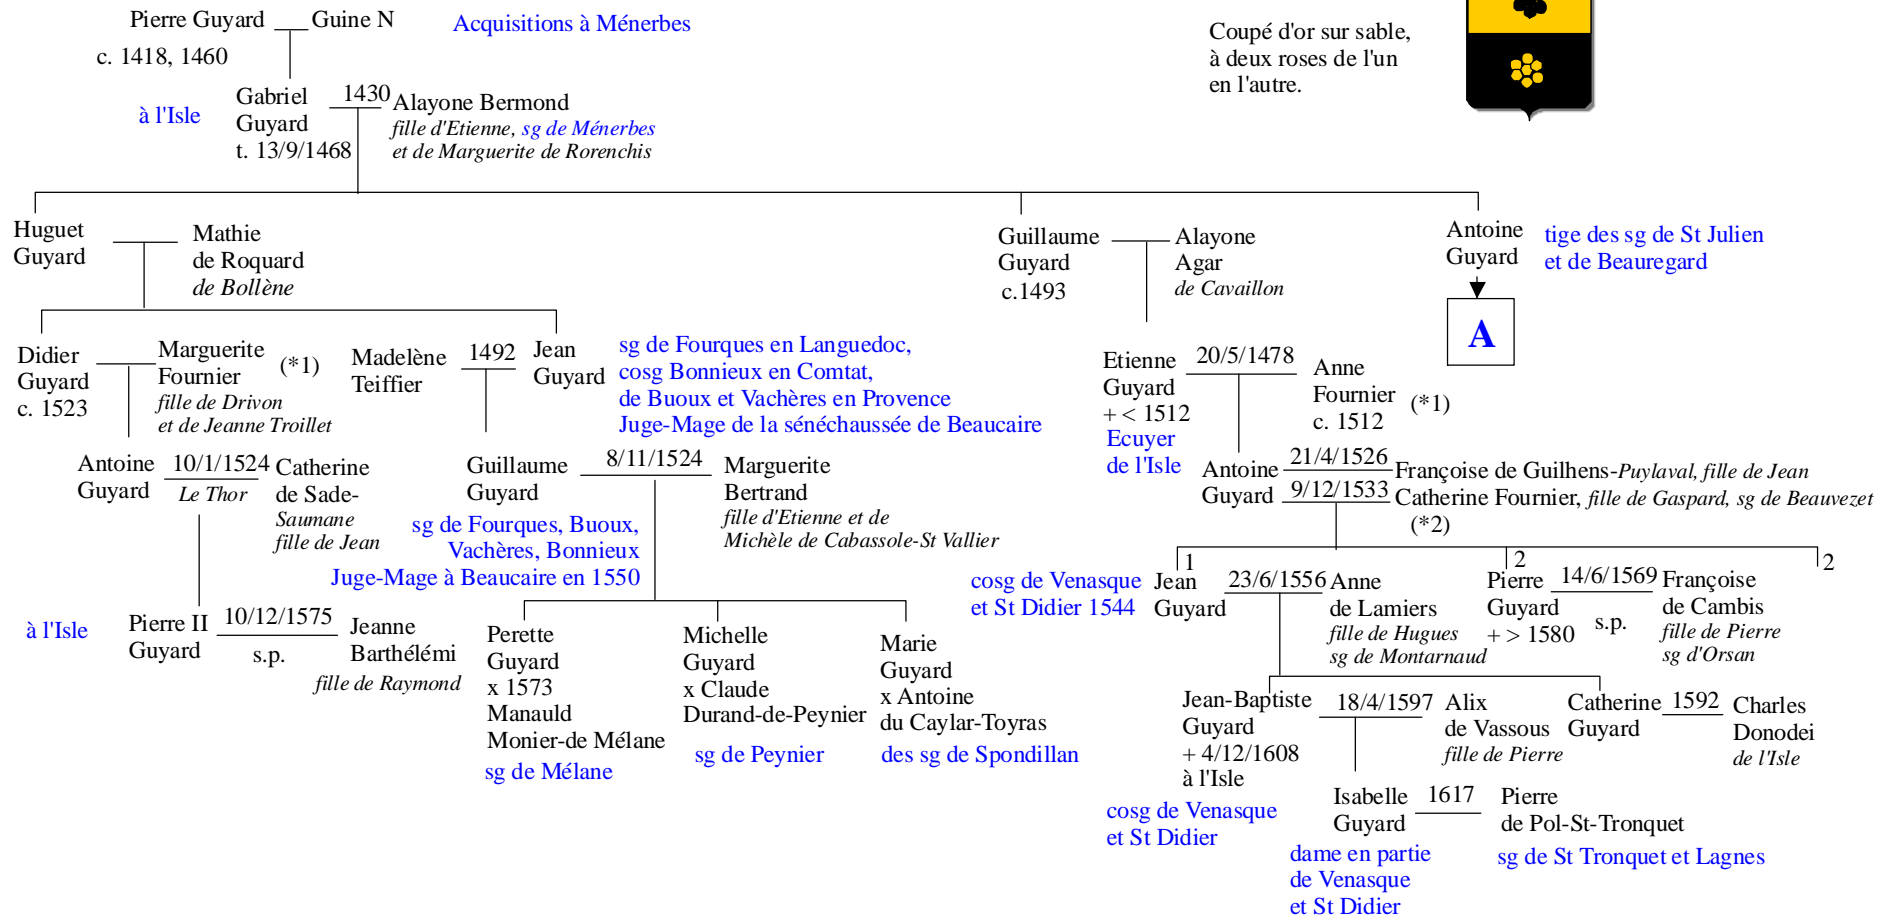 Pierre Guyard
Guine N
Acquisitions à Ménerbes
c. 1418, 1460
Coupé d'or sur sable,
à deux roses de l'un
en l'autre.
à l'Isle
Gabriel
Guyard
t. 13/9/1468
1430
Alayone Bermond
fille d'Etienne, sg de Ménerbes
et de Marguerite de Rorenchis
Huguet
Guyard
Mathie
de Roquard
de Bollène
Guillaume
Guyard
c.1493
Alayone
Agar
de Cavaillon
Antoine
Guyard
tige des sg de St Julien
et de Beauregard
A
Didier
Guyard
c. 1523
Marguerite
Fournier
fille de Drivon
et de Jeanne Troillet
(*1)
Madelène
Teiffier
1492
Jean
Guyard
sg de Fourques en Languedoc,
cosg Bonnieux en Comtat,
de Buoux et Vachères en Provence
Juge-Mage de la sénéchaussée de Beaucaire
Etienne
Guyard
+ < 1512
Ecuyer
de l'Isle
20/5/1478
Anne
Fournier
c. 1512
(*1)
Antoine
Guyard
10/1/1524
Le Thor
Catherine
de Sade-
Saumane
fille de Jean
Guillaume
Guyard
8/11/1524
Marguerite
Bertrand
fille d'Etienne et de
Michèle de Cabassole-St Vallier
sg de Fourques, Buoux,
Vachères, Bonnieux
Juge-Mage à Beaucaire en 1550
Antoine
Guyard
21/4/1526
Françoise de Guilhens-Puylaval, fille de Jean
9/12/1533
Catherine Fournier, fille de Gaspard, sg de Beauvezet
(*2)
1
2
2
à l'Isle
Pierre II
Guyard
10/12/1575
s.p.
Jeanne
Barthélémi
fille de Raymond
Perette
Guyard
x 1573
Manauld
Monier-de Mélane
sg de Mélane
Michelle
Guyard
x Claude
Durand-de-Peynier
sg de Peynier
Marie
Guyard
x Antoine
du Caylar-Toyras
des sg de Spondillan
cosg de Venasque
et St Didier 1544
Jean
Guyard
23/6/1556
Anne
de Lamiers
fille de Hugues
sg de Montarnaud
Pierre
Guyard
+ > 1580
14/6/1569
s.p.
Françoise
de Cambis
fille de Pierre
sg d'Orsan
Jean-Baptiste
Guyard
+ 4/12/1608
à l'Isle
cosg de Venasque
et St Didier
18/4/1597
Alix
de Vassous
fille de Pierre
Catherine
Guyard
1592
Charles
Donodei
de l'Isle
Isabelle
Guyard
dame en partie
de Venasque
et St Didier
1617
Pierre
de Pol-St-Tronquet
sg de St Tronquet et Lagnes